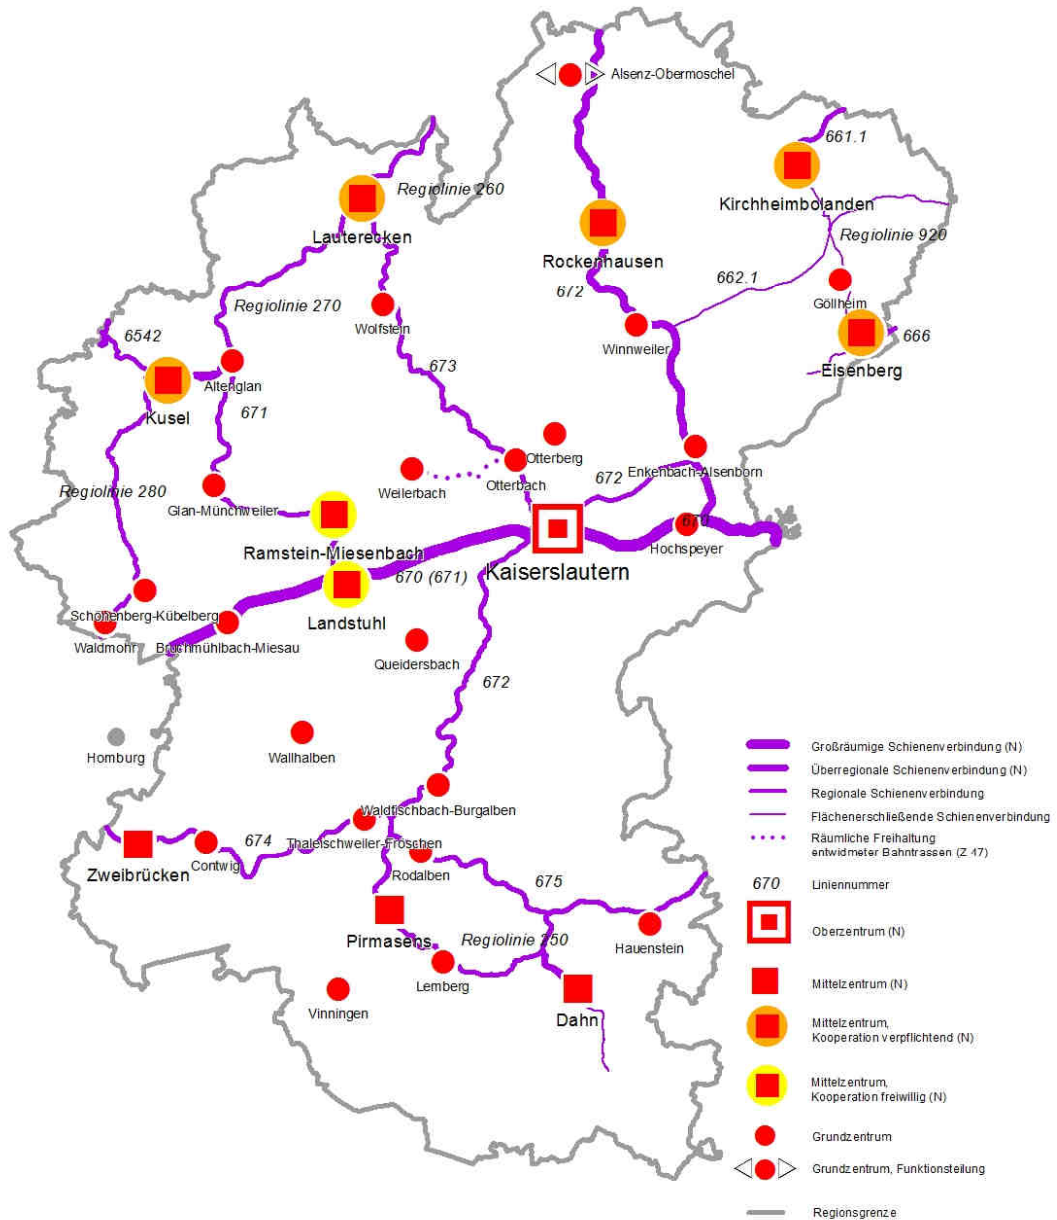 Alsenz-Obermoschel
661.1
Regiolinie 260
Kirchheimbolanden
Lauterecken
Regiolinie 920
Rockenhausen
662.1
672
Regiolinie 270
Göllheim
Wolfstein
6542
Winnweiler
666
673
Eisenberg
Altenglan
Kusel
671
Otterberg
Enkenbach-Alsenborn
672
Regiolinie 280
Weilerbach
Otterbach
Glan-Münchweiler
670
Ramstein-Miesenbach
Hochspeyer
Kaiserslautern
670 (671)
Schönenberg-Kübelberg
Landstuhl
Waldmohr
Bruchmühlbach-Miesau
Queidersbach
672
Homburg
Wallhalben
Waldfischbach-Burgalben
674
Thaleischweiler-Fröschen
Contwig
Zweibrücken
Rodalben
675
Pirmasens
Regiolinie 250
Hauenstein
Lemberg
Vinningen
Dahn
Großräumige Schienenverbindung (N)
Überregionale Schienenverbindung (N)
Regionale Schienenverbindung
Flächenerschließende Schienenverbindung
Räumliche Freihaltung
entwidmeter Bahntrassen (Z 47)
670
Liniennummer
Oberzentrum (N)
Mittelzentrum (N)
Mittelzentrum,
Kooperation verpflichtend (N)
Mittelzentrum,
Kooperation freiwillig (N)
Grundzentrum
Grundzentrum, Funktionsteilung
Regionsgrenze